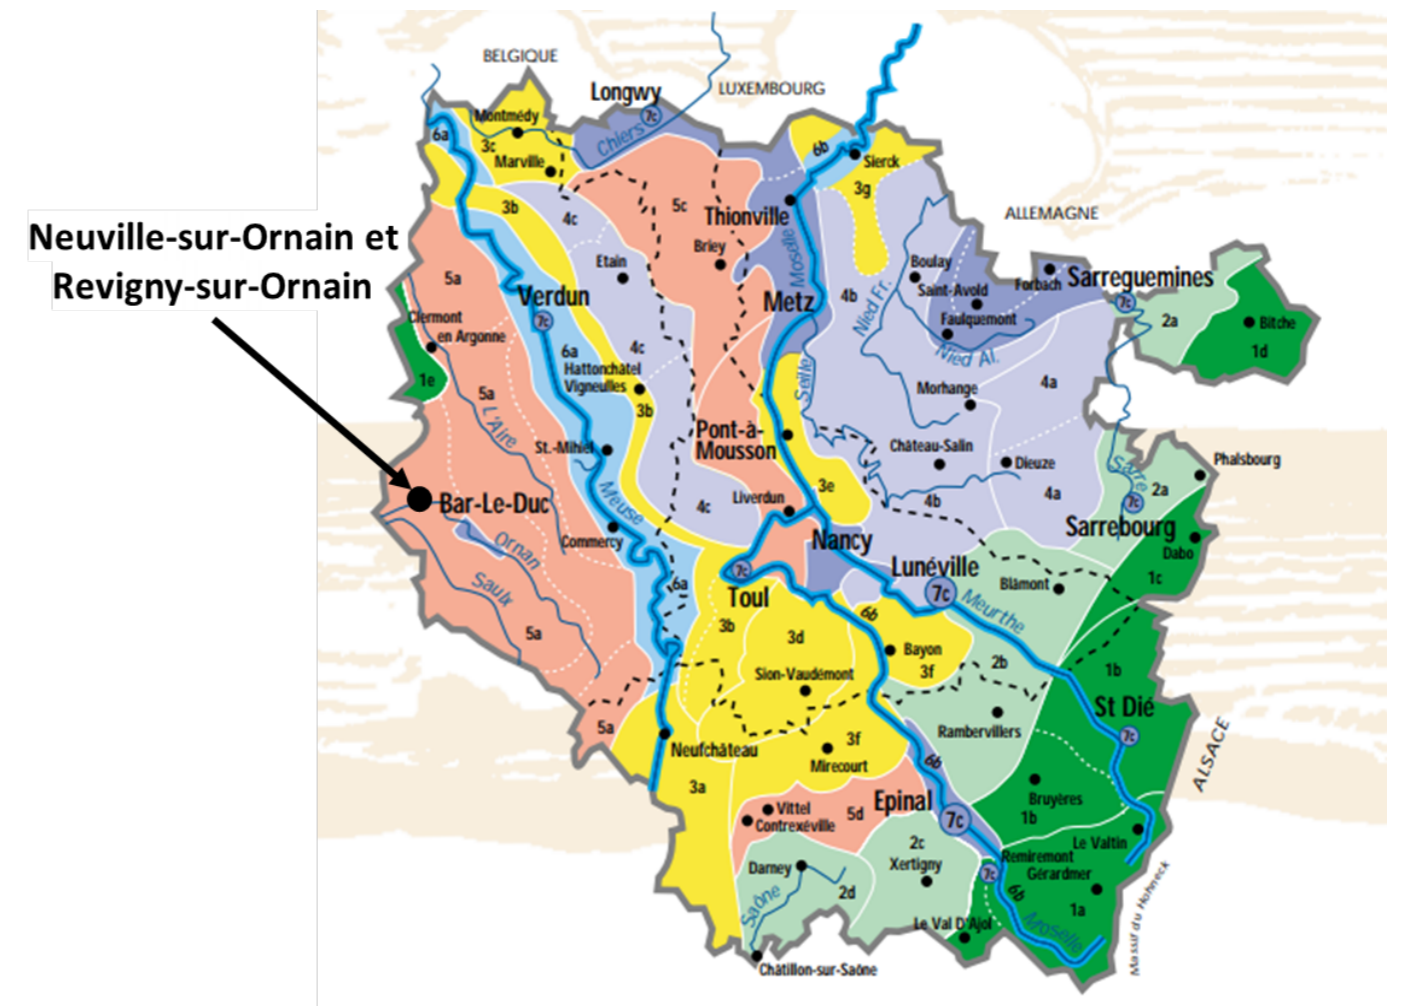 BELGIQUE
Longwy
LUXEMBOURG
7c
Montmédy
6a
Chiers
3c
Marville
6b
Sierck
3g
3b
4c
5c
Thionville
ALLEMAGNE
Neuville-sur-Ornain et
Revigny-sur-Ornain
Briey
Etain
Moselle
Boulay
Forbach
Sarreguemines
5a
Saint-Avold
Verdun
Metz
4b
Nied Fr.
7c
7c
Clermont
en Argonne
Faulquemont
2a
Bitche
1d
Nied Al.
6a
4c
Hattonchâtel
Vigneulles
Seille
1e
5a
Morhange
4a
L'Aire
3b
Pont-à-
Mousson
St.-Mihiel
Château-Salin
Dieuze
Phalsbourg
Sarre
3e
4b
4a
2a
7c
Bar-Le-Duc
Meuse
4c
Liverdun
Sarrebourg
Commercy
Nancy
Dabo
Ornan
7c
Lunéville
7c
Blâmont
1c
Saulx
6a
Toul
Meurthe
6b
5a
3b
3d
Bayon
3f
2b
1b
Sion-Vaudémont
St Dié
5a
Neufchâteau
3f
Mirecourt
Rambervillers
7c
ALSACE
6b
3a
Vittel
Contrexéville
5d
Epinal
7c
Bruyères
1b
2c
Le Valtin
Darney
Xertigny
Remiremont
Gérardmer
7c
Saône
2d
6b
1a
Le Val D'Ajol
Moselle
Massif du Hohneck
Châtillon-sur-Saône